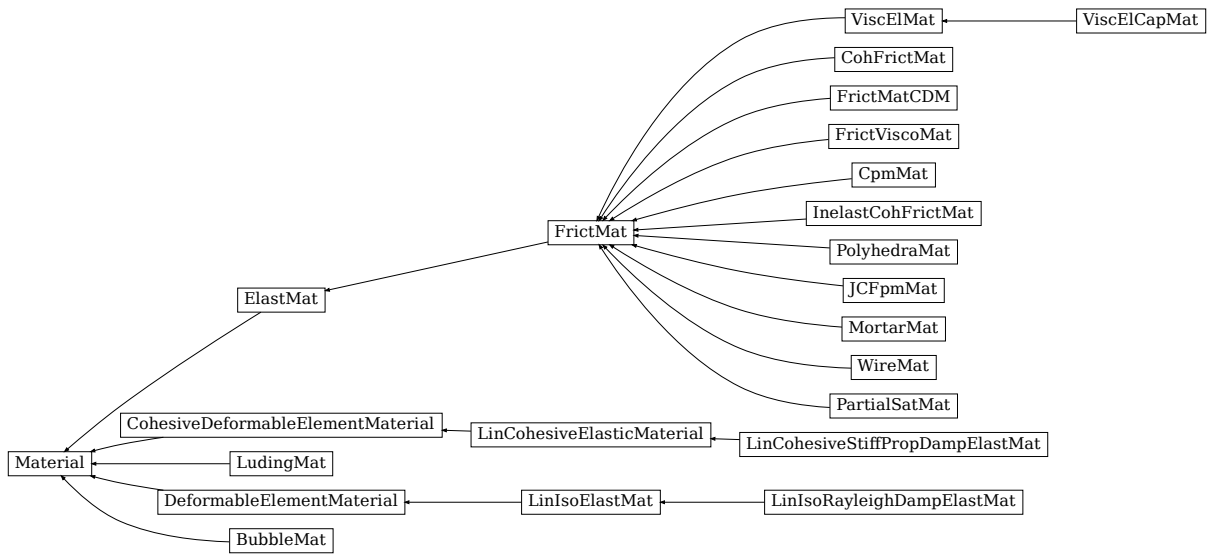 ViscElMat
ViscElCapMat
CohFrictMat
FrictMatCDM
FrictViscoMat
CpmMat
InelastCohFrictMat
FrictMat
PolyhedraMat
JCFpmMat
ElastMat
MortarMat
WireMat
PartialSatMat
CohesiveDeformableElementMaterial
LinCohesiveElasticMaterial
LinCohesiveStiffPropDampElastMat
Material
LudingMat
DeformableElementMaterial
LinIsoElastMat
LinIsoRayleighDampElastMat
BubbleMat